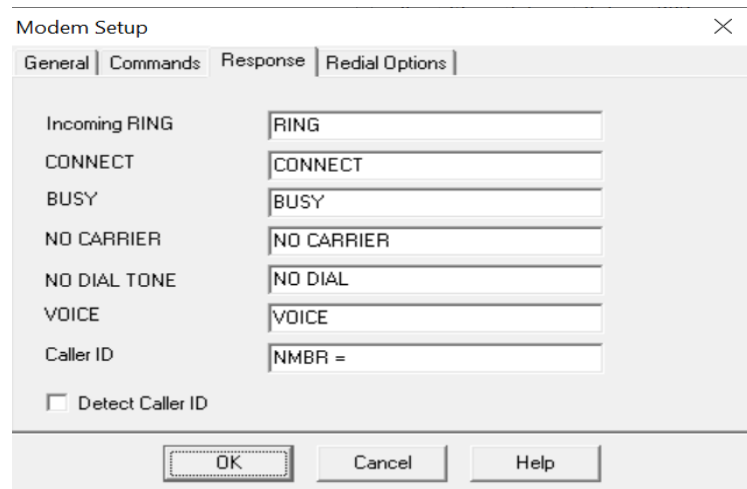 Modem Setup
General Commands Response Redial Options
Incoming RING RING
CONNECT CONNECT
BUSY BUSY
NO CARRIER NO CARRIER
NO DIAL TONE NO DIAL
VOICE VOICE
Caller ID NMBR =
Detect Caller ID
OK Cancel Help